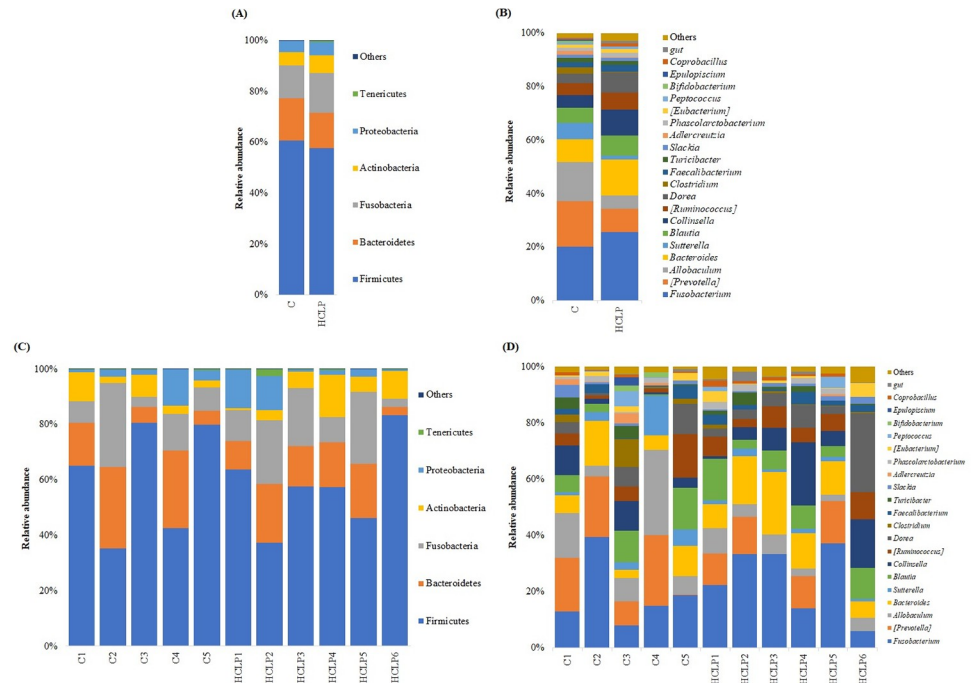 (A)
100%
80%
60%
40%
20%
0%
Relative abundance
C
HCLP
Others
Tenericutes
Proteobacteria
Actinobacteria
Fusobacteria
Bacteroidetes
Firmicutes
(B)
100%
80%
60%
40%
20%
0%
Relative abundance
C
HCLP
Others
gut
Coprobacillus
Epulopiscium
Bifidobacterium
Peptococcus
[Eubacterium]
Phascolarctobacterium
Adlercreutzia
Slackia
Turicibacter
Faecalibacterium
Clostridium
Dorea
[Ruminococcus]
Collinsella
Blautia
Sutterella
Bacteroides
Allobaculum
[Prevotella]
Fusobacterium
(C)
100%
80%
60%
40%
20%
0%
Relative abundance
C1
C2
C3
C4
C5
HCLP1
HCLP2
HCLP3
HCLP4
HCLP5
HCLP6
Others
Tenericutes
Proteobacteria
Actinobacteria
Fusobacteria
Bacteroidetes
Firmicutes
(D)
100%
80%
60%
40%
20%
0%
Relative abundance
C1
C2
C3
C4
C5
HCLP1
HCLP2
HCLP3
HCLP4
HCLP5
HCLP6
Others
gut
Coprobacillus
Epulopiscium
Bifidobacterium
Peptococcus
[Eubacterium]
Phascolarctobacterium
Adlercreutzia
Slackia
Turicibacter
Faecalibacterium
Clostridium
Dorea
[Ruminococcus]
Collinsella
Blautia
Sutterella
Bacteroides
Allobaculum
[Prevotella]
Fusobacterium